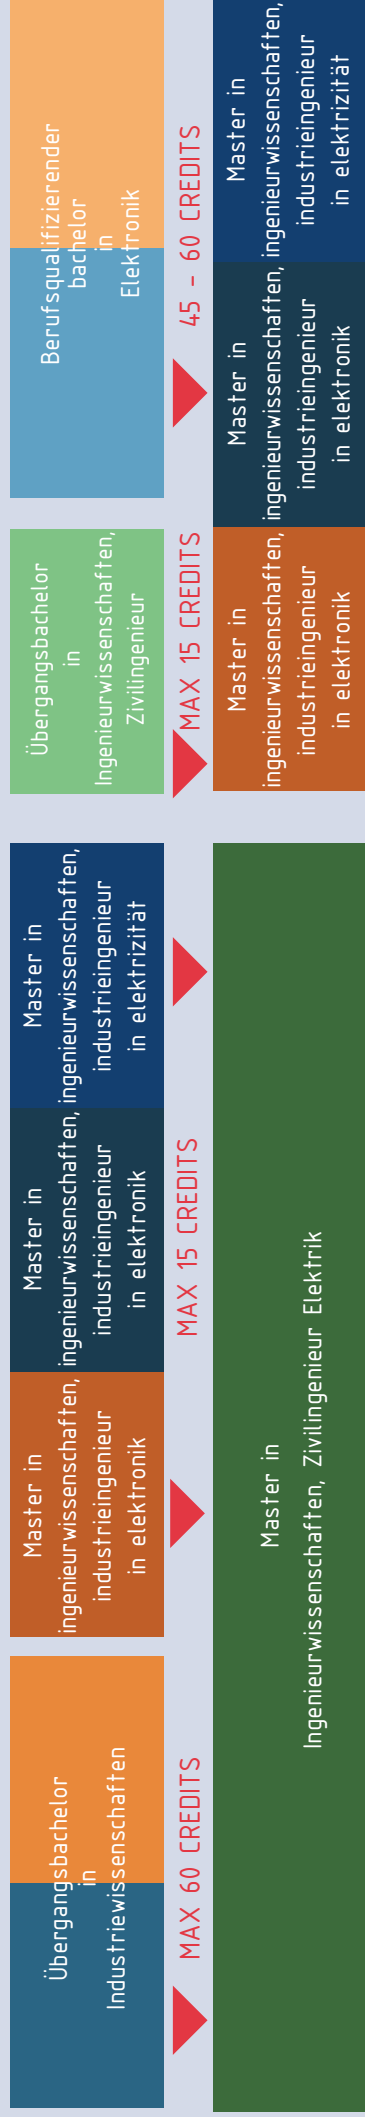 Berufsqualifizierender
bachelor
in
Elektronik
45 - 60 CREDITS
Master in
ingenieurwissenschaften,
industrieingenieur
in elektrizität
Master in
ingenieurwissenschaften,
industrieingenieur
in elektronik
Übergangsbachelor
in
Ingenieurwissenschaften,
Zivilingenieur
MAX 15 CREDITS
Master in
ingenieurwissenschaften,
industrieingenieur
in elektronik
Master in
ingenieurwissenschaften,
industrieingenieur
in elektrizität
Master in
ingenieurwissenschaften,
industrieingenieur
in elektronik
Master in
ingenieurwissenschaften,
industrieingenieur
in elektronik
MAX 15 CREDITS
Master in
Ingenieurwissenschaften, Zivilingenieur Elektrik
Übergangsbachelor
in
Industriewissenschaften
MAX 60 CREDITS